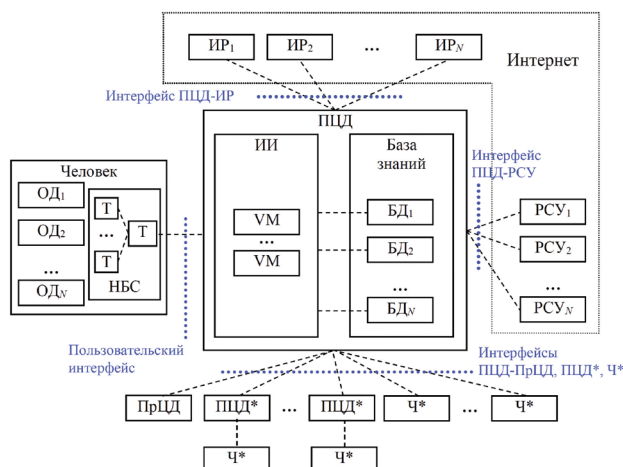 ИР1 ИР2 ... ИРN
Интернет
Интерфейс ПЦД-ИР
ПЦД
Человек
ОД1
ОД2
...
ОДN
Т
...
Т
Т
НБС
ИИ
VM
...
VM
База
знаний
БД1
БД2
...
БДN
Интерфейс
ПЦД-РСУ
РСУ1
РСУ2
...
РСУN
Пользовательский
интерфейс
Интерфейсы
ПЦД-ПрЦД, ПЦД*, Ч*
ПрЦД ПЦД* ... ПЦД* Ч* ... Ч*
Ч* Ч*